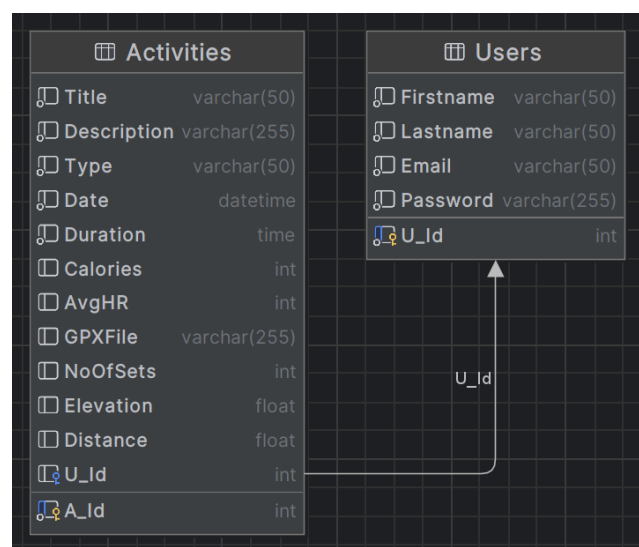 Activities
Title varchar(50)
Description varchar(255)
Type varchar(50)
Date datetime
Duration time
Calories int
AvgHR int
GPXFile varchar(255)
NoOfSets int
Elevation float
Distance float
U_Id int
A_Id int
Users
Firstname varchar(50)
Lastname varchar(50)
Email varchar(50)
Password varchar(255)
U_Id int
U_Id